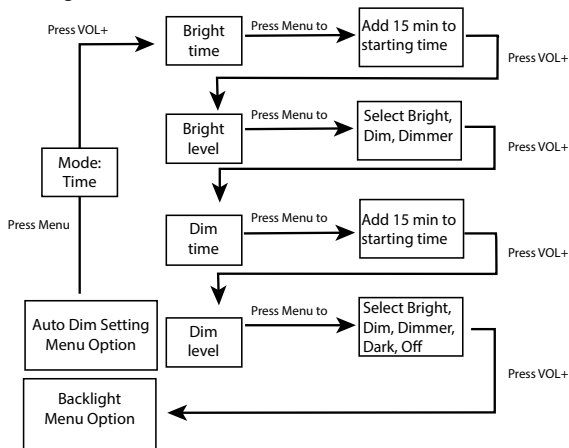 Press VOL+
Bright
time
Press Menu to
Add 15 min to
starting time
Press VOL+
Bright
level
Press Menu to
Select Bright,
Dim, Dimmer
Press VOL+
Mode:
Time
Press Menu
Dim
time
Press Menu to
Add 15 min to
starting time
Press VOL+
Auto Dim Setting
Menu Option
Dim
level
Press Menu to
Select Bright,
Dim, Dimmer,
Dark, Off
Press VOL+
Backlight
Menu Option